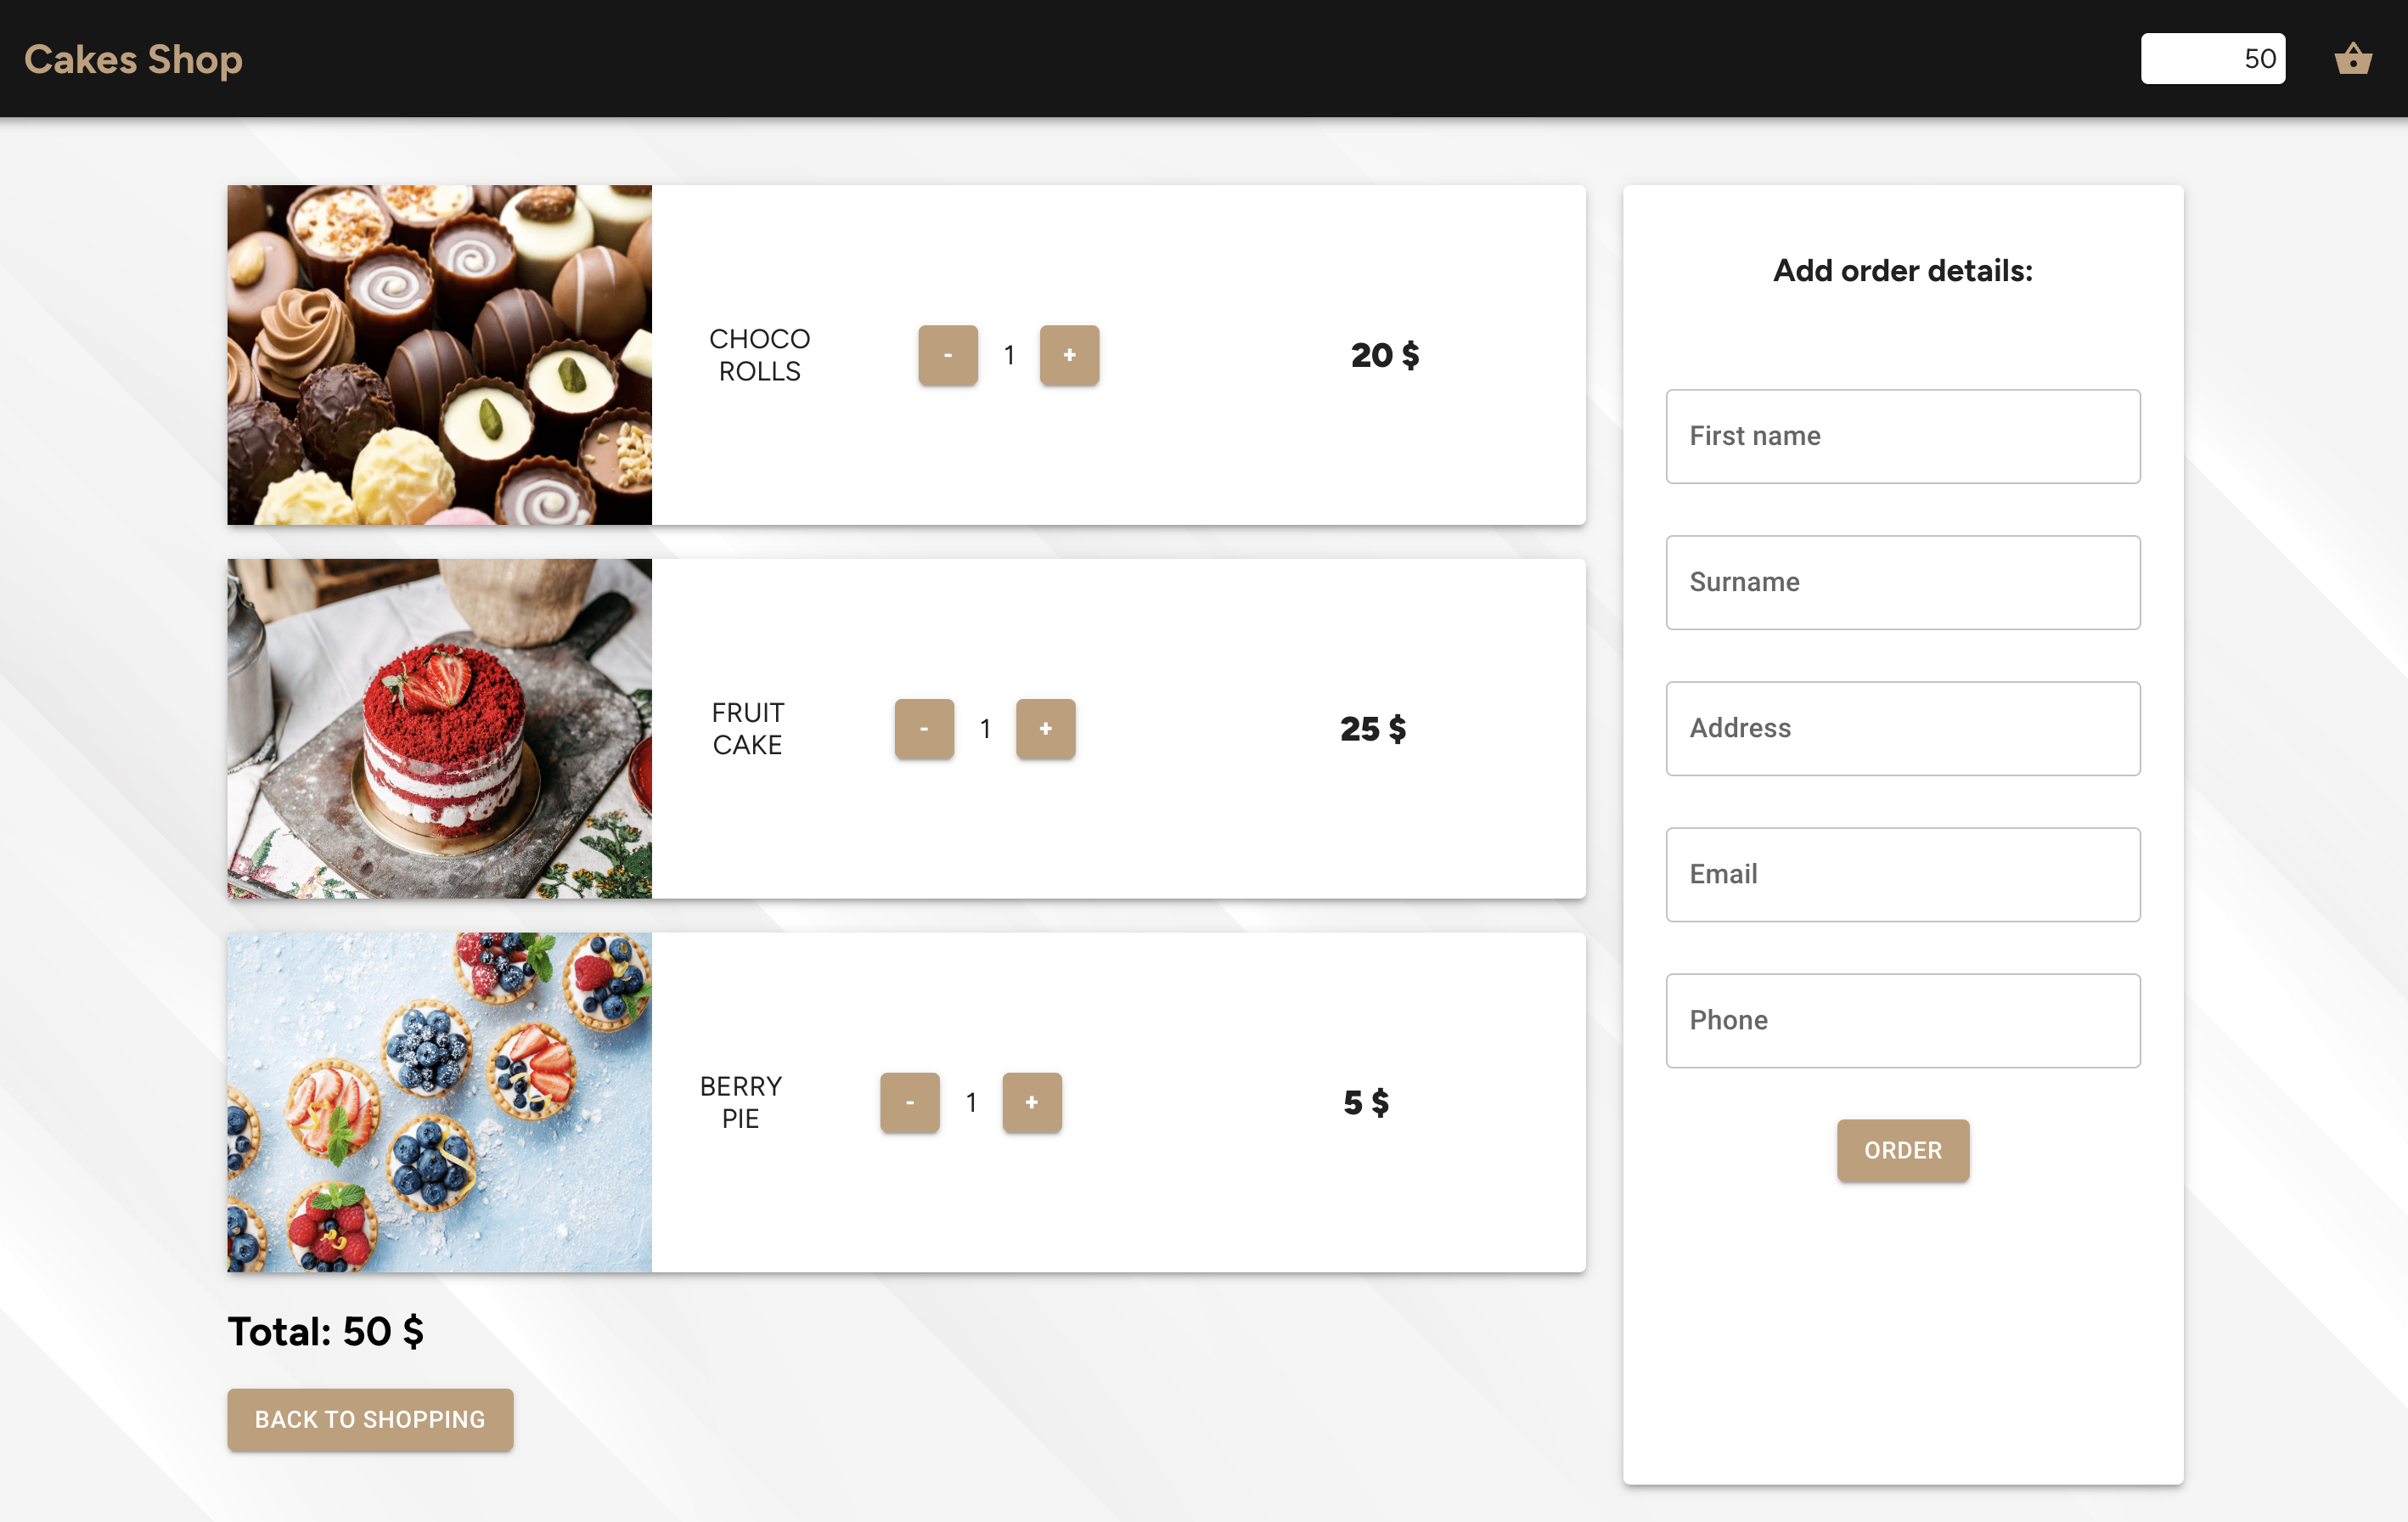 Cakes Shop
50
CHOCO
ROLLS
- 1 +
20 $
FRUIT
CAKE
- 1 +
25 $
BERRY
PIE
- 1 +
5 $
Total: 50 $
BACK TO SHOPPING
Add order details:
First name
Surname
Address
Email
Phone
ORDER